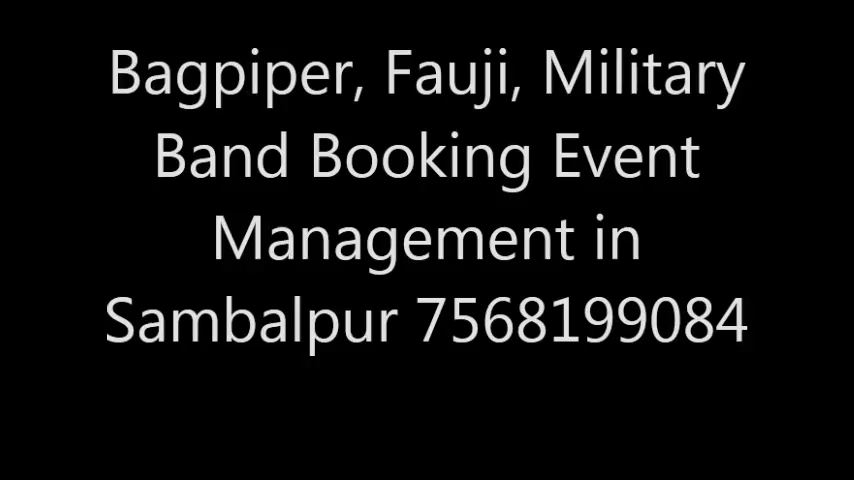 Bagpiper, Fauji, Military
Band Booking Event
Management in
Sambalpur 7568199084